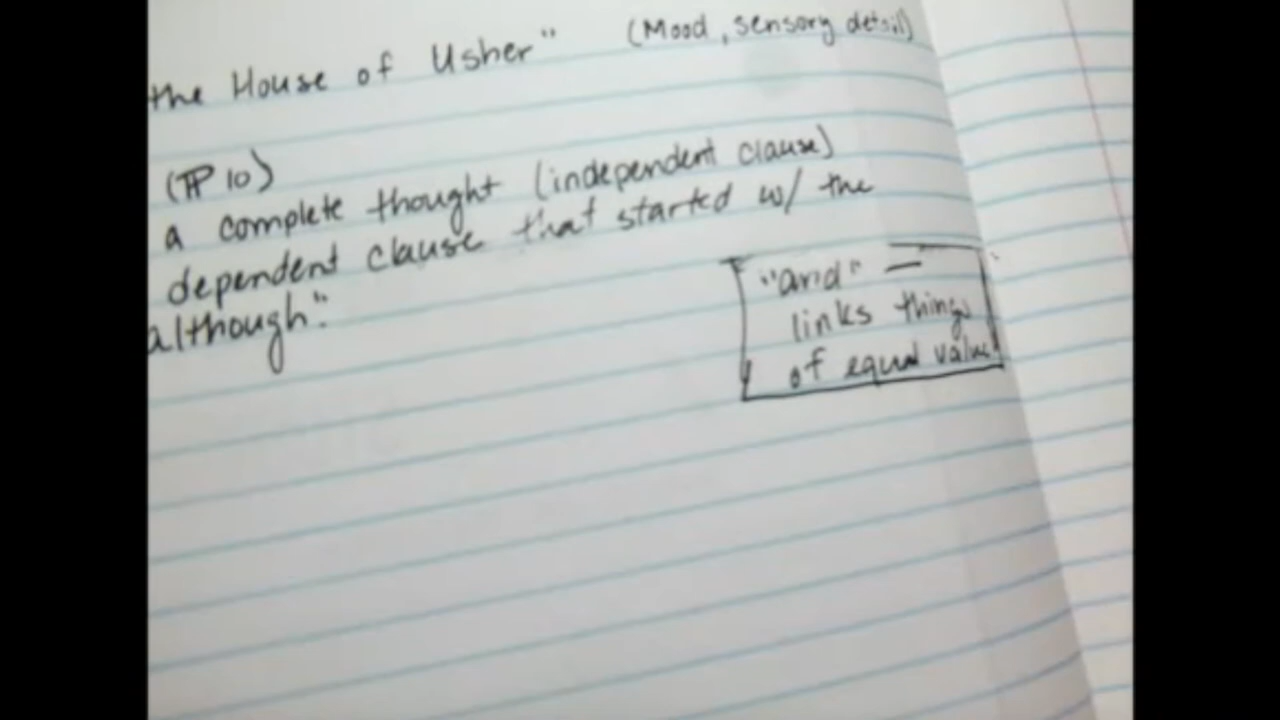 the House of Usher" (Mood, sensory detail)
(TP 10)
a complete thought (independent clause)
dependent clause that started w/ the
although."
"and" —
links things
of equal value